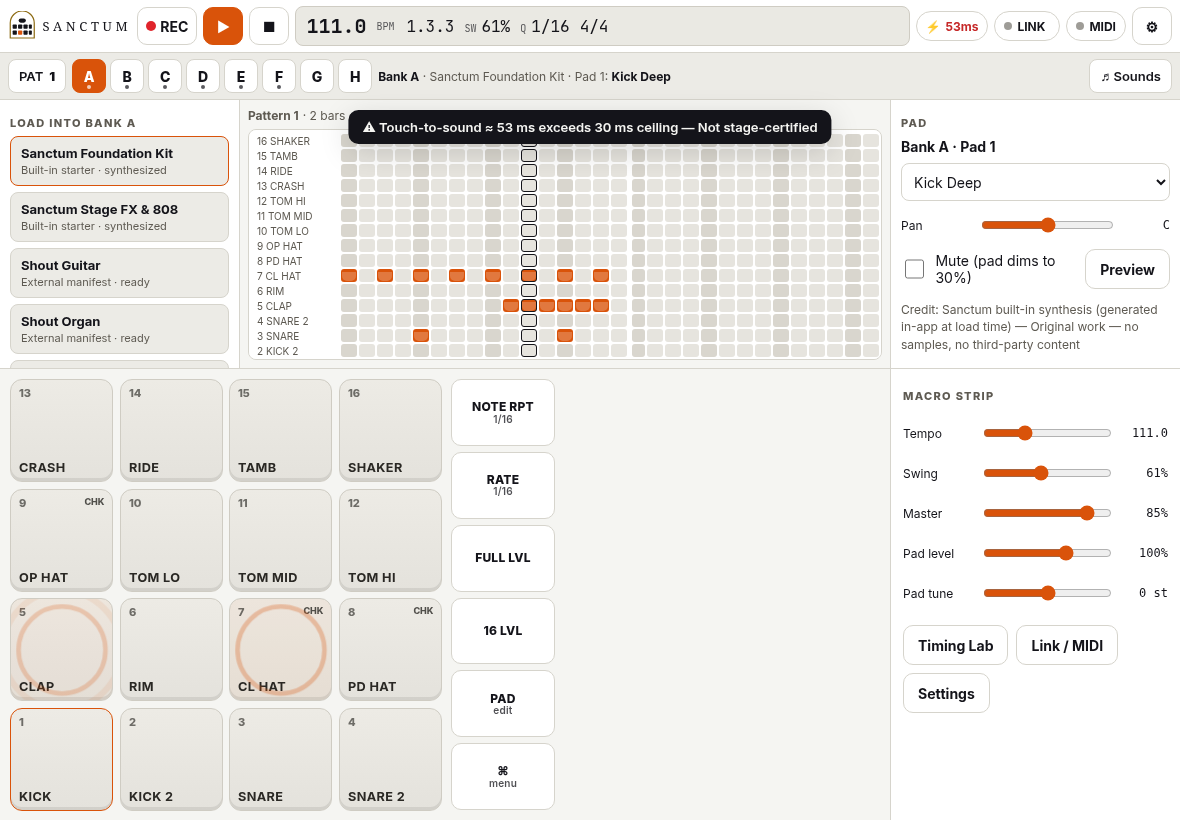 SANCTUM
REC
111.0 BPM 1.3.3 SW 61% Q 1/16 4/4
⚡ 53ms
LINK
MIDI
PAT 1
A
B
C
D
E
F
G
H
Bank A · Sanctum Foundation Kit · Pad 1: Kick Deep
♬ Sounds
LOAD INTO BANK A
Sanctum Foundation Kit
Built-in starter · synthesized
Sanctum Stage FX & 808
Built-in starter · synthesized
Shout Guitar
External manifest · ready
Shout Organ
External manifest · ready
Pattern 1 · 2 bars
⚠ Touch-to-sound ≈ 53 ms exceeds 30 ms ceiling — Not stage-certified
16 SHAKER
15 TAMB
14 RIDE
13 CRASH
12 TOM HI
11 TOM MID
10 TOM LO
9 OP HAT
8 PD HAT
7 CL HAT
6 RIM
5 CLAP
4 SNARE 2
3 SNARE
2 KICK 2
PAD
Bank A · Pad 1
Kick Deep
Pan C
Mute (pad dims to
30%)
Preview
Credit: Sanctum built-in synthesis (generated
in-app at load time) — Original work — no
samples, no third-party content
13
CRASH
14
RIDE
15
TAMB
16
SHAKER
9 CHK
OP HAT
10
TOM LO
11
TOM MID
12
TOM HI
5
CLAP
6
RIM
7 CHK
CL HAT
8 CHK
PD HAT
1
KICK
2
KICK 2
3
SNARE
4
SNARE 2
NOTE RPT
1/16
RATE
1/16
FULL LVL
16 LVL
PAD
edit
⌘
menu
MACRO STRIP
Tempo 111.0
Swing 61%
Master 85%
Pad level 100%
Pad tune 0 st
Timing Lab
Link / MIDI
Settings